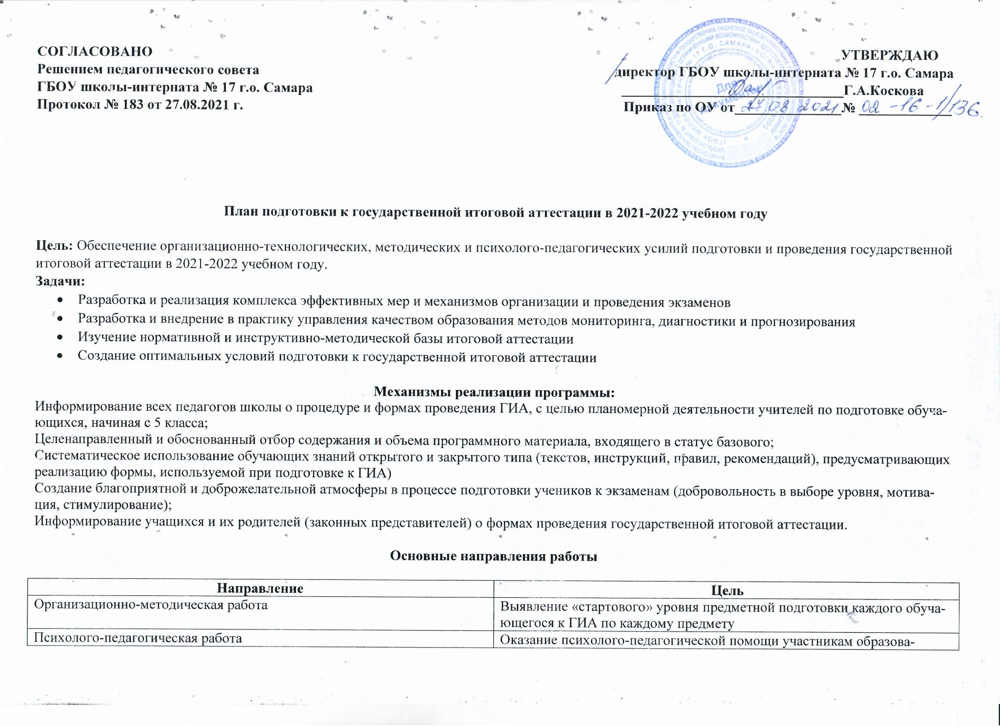 СОГЛАСОВАНО
Решением педагогического совета
ГБОУ школы-интерната № 17 г.о. Самара
Протокол № 183 от 27.08.2021 г.
УТВЕРЖДАЮ
директор ГБОУ школы-интерната № 17 г.о. Самара
Г.А.Коскова
Приказ по ОУ от 27.08 2021 № 02-16-1/136.
Для документов
План подготовки к государственной итоговой аттестации в 2021-2022 учебном году
Цель: Обеспечение организационно-технологических, методических и психолого-педагогических усилий подготовки и проведения государственной
итоговой аттестации в 2021-2022 учебном году.
Задачи:
• Разработка и реализация комплекса эффективных мер и механизмов организации и проведения экзаменов
• Разработка и внедрение в практику управления качеством образования методов мониторинга, диагностики и прогнозирования
• Изучение нормативной и инструктивно-методической базы итоговой аттестации
• Создание оптимальных условий подготовки к государственной итоговой аттестации
Механизмы реализации программы:
Информирование всех педагогов школы о процедуре и формах проведения ГИА, с целью планомерной деятельности учителей по подготовке обуча-
ющихся, начиная с 5 класса;
Целенаправленный и обоснованный отбор содержания и объема программного материала, входящего в статус базового;
Систематическое использование обучающих знаний открытого и закрытого типа (текстов, инструкций, правил, рекомендаций), предусматривающих
реализацию формы, используемой при подготовке к ГИА)
Создание благоприятной и доброжелательной атмосферы в процессе подготовки учеников к экзаменам (добровольность в выборе уровня, мотива-
ция, стимулирование);
Информирование учащихся и их родителей (законных представителей) о формах проведения государственной итоговой аттестации.
Основные направления работы
Направление
Цель
Организационно-методическая работа
Выявление «стартового» уровня предметной подготовки каждого обуча-
ющегося к ГИА по каждому предмету
Психолого-педагогическая работа
Оказание психолого-педагогической помощи участникам образова-